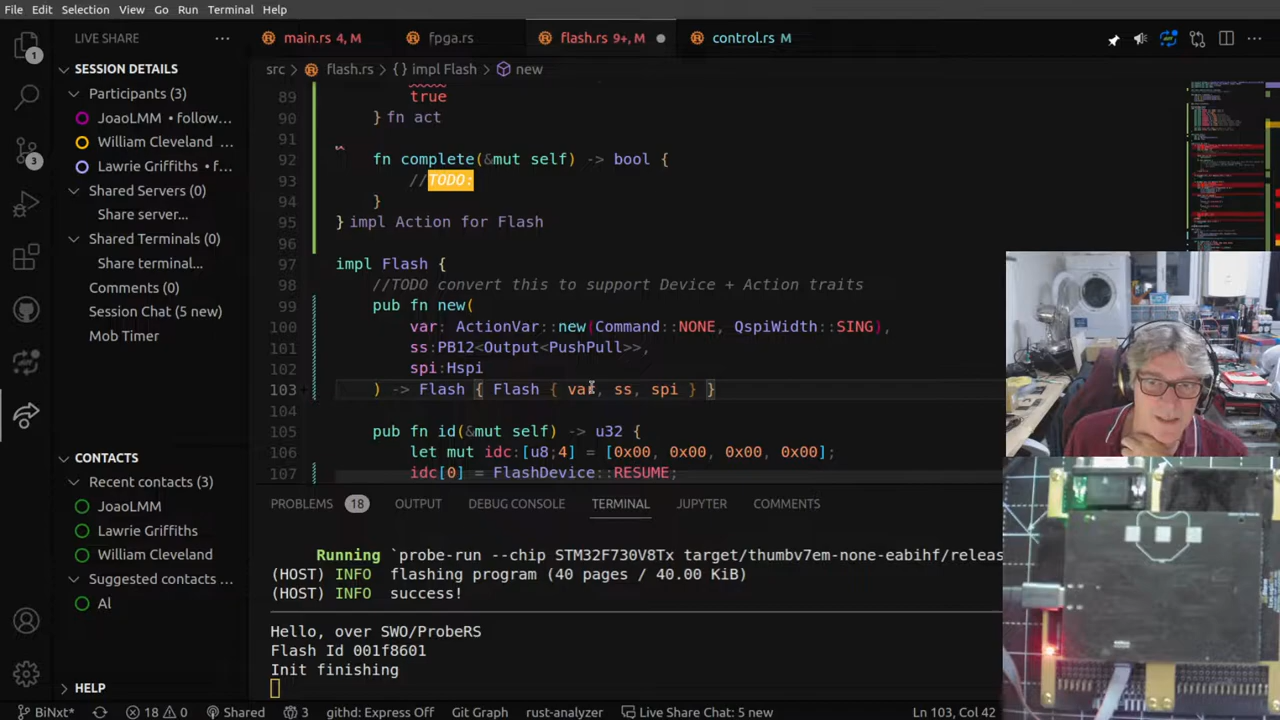 File Edit Selection View Go Run Terminal Help
LIVE SHARE ···
main.rs 4, M
fpga.rs
flash.rs 9+, M
control.rs M
src > flash.rs > {} impl Flash > new
SESSION DETAILS
Participants (3)
JoaoLMM • follow...
William Cleveland ...
Lawrie Griffiths • f...
Shared Servers (0)
Share server...
Shared Terminals (0)
Share terminal...
Comments (0)
Session Chat (5 new)
Mob Timer
CONTACTS
Recent contacts (3)
JoaoLMM
Lawrie Griffiths
William Cleveland
Suggested contacts ...
Al
HELP
1
3
89 true
90 } fn act
91
92 fn complete(&mut self) -> bool {
93 //TODO:
94 }
95 } impl Action for Flash
96
97 impl Flash {
98 //TODO convert this to support Device + Action traits
99 pub fn new(
100 var: ActionVar::new(Command::NONE, QspiWidth::SING),
101 ss:PB12<Output<PushPull>>,
102 spi:Hspi
103 ) -> Flash { Flash { var, ss, spi } }
104
105 pub fn id(&mut self) -> u32 {
106 let mut idc:[u8;4] = [0x00, 0x00, 0x00, 0x00];
107 idc[0] = FlashDevice::RESUME;
PROBLEMS 18 OUTPUT DEBUG CONSOLE TERMINAL JUPYTER COMMENTS
Running `probe-run --chip STM32F730V8Tx target/thumbv7em-none-eabihf/releas
(HOST) INFO flashing program (40 pages / 40.00 KiB)
(HOST) INFO success!
Hello, over SWO/ProbeRS
Flash Id 001f8601
Init finishing
BiNxt* 18 0 Shared 3 githd: Express Off Git Graph rust-analyzer Live Share Chat: 5 new Ln 103, Col 42